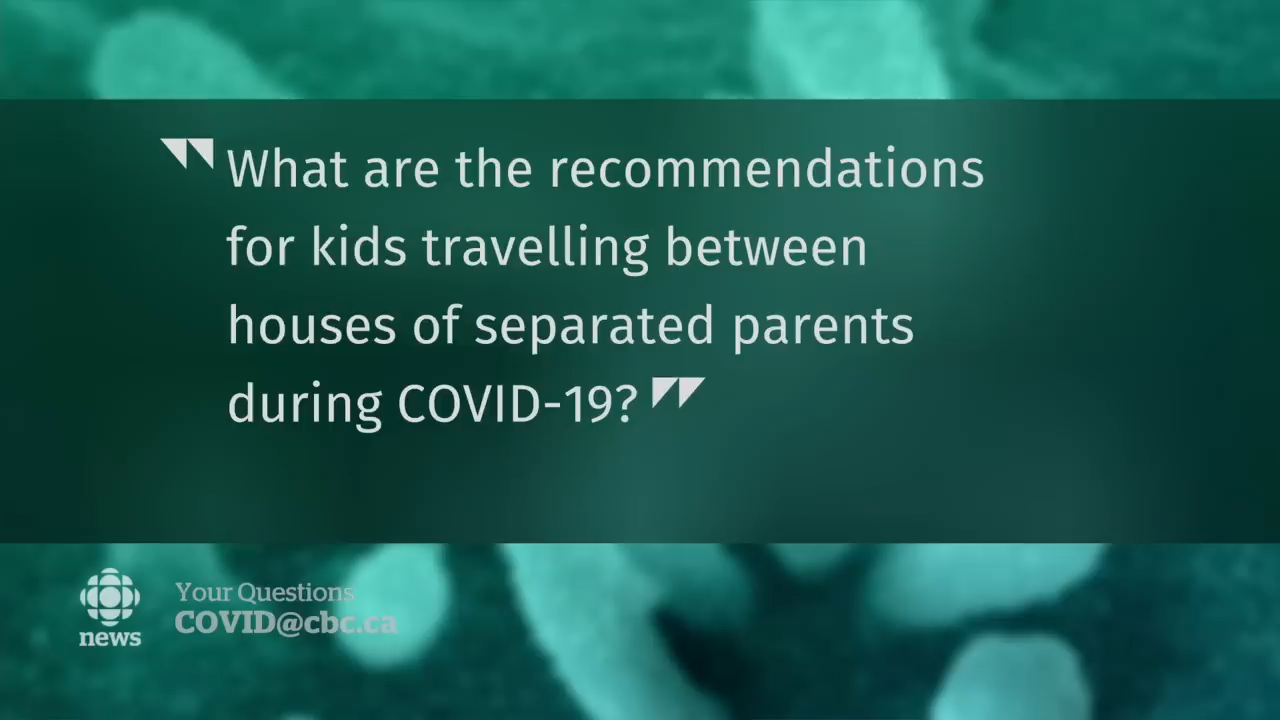 "What are the recommendations
for kids travelling between
houses of separated parents
during COVID-19?"
Your Questions
COVID@cbc.ca
news